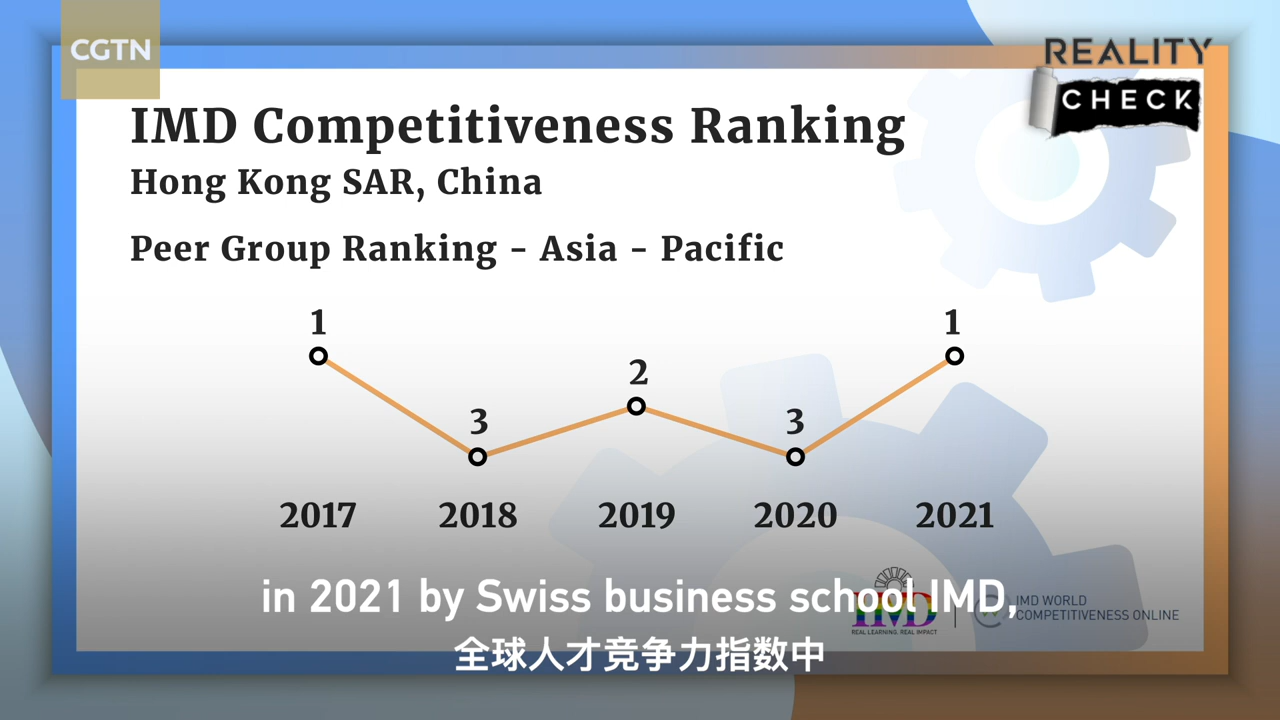 CGTN
REALITY
CHECK
IMD Competitiveness Ranking
Hong Kong SAR, China
Peer Group Ranking - Asia - Pacific
1
3
2
3
1
2017
2018
2019
2020
2021
in 2021 by Swiss business school IMD,
IMD
REAL LEARNING. REAL IMPACT
IMD WORLD
COMPETITIVENESS ONLINE
全球人才竞争力指数中